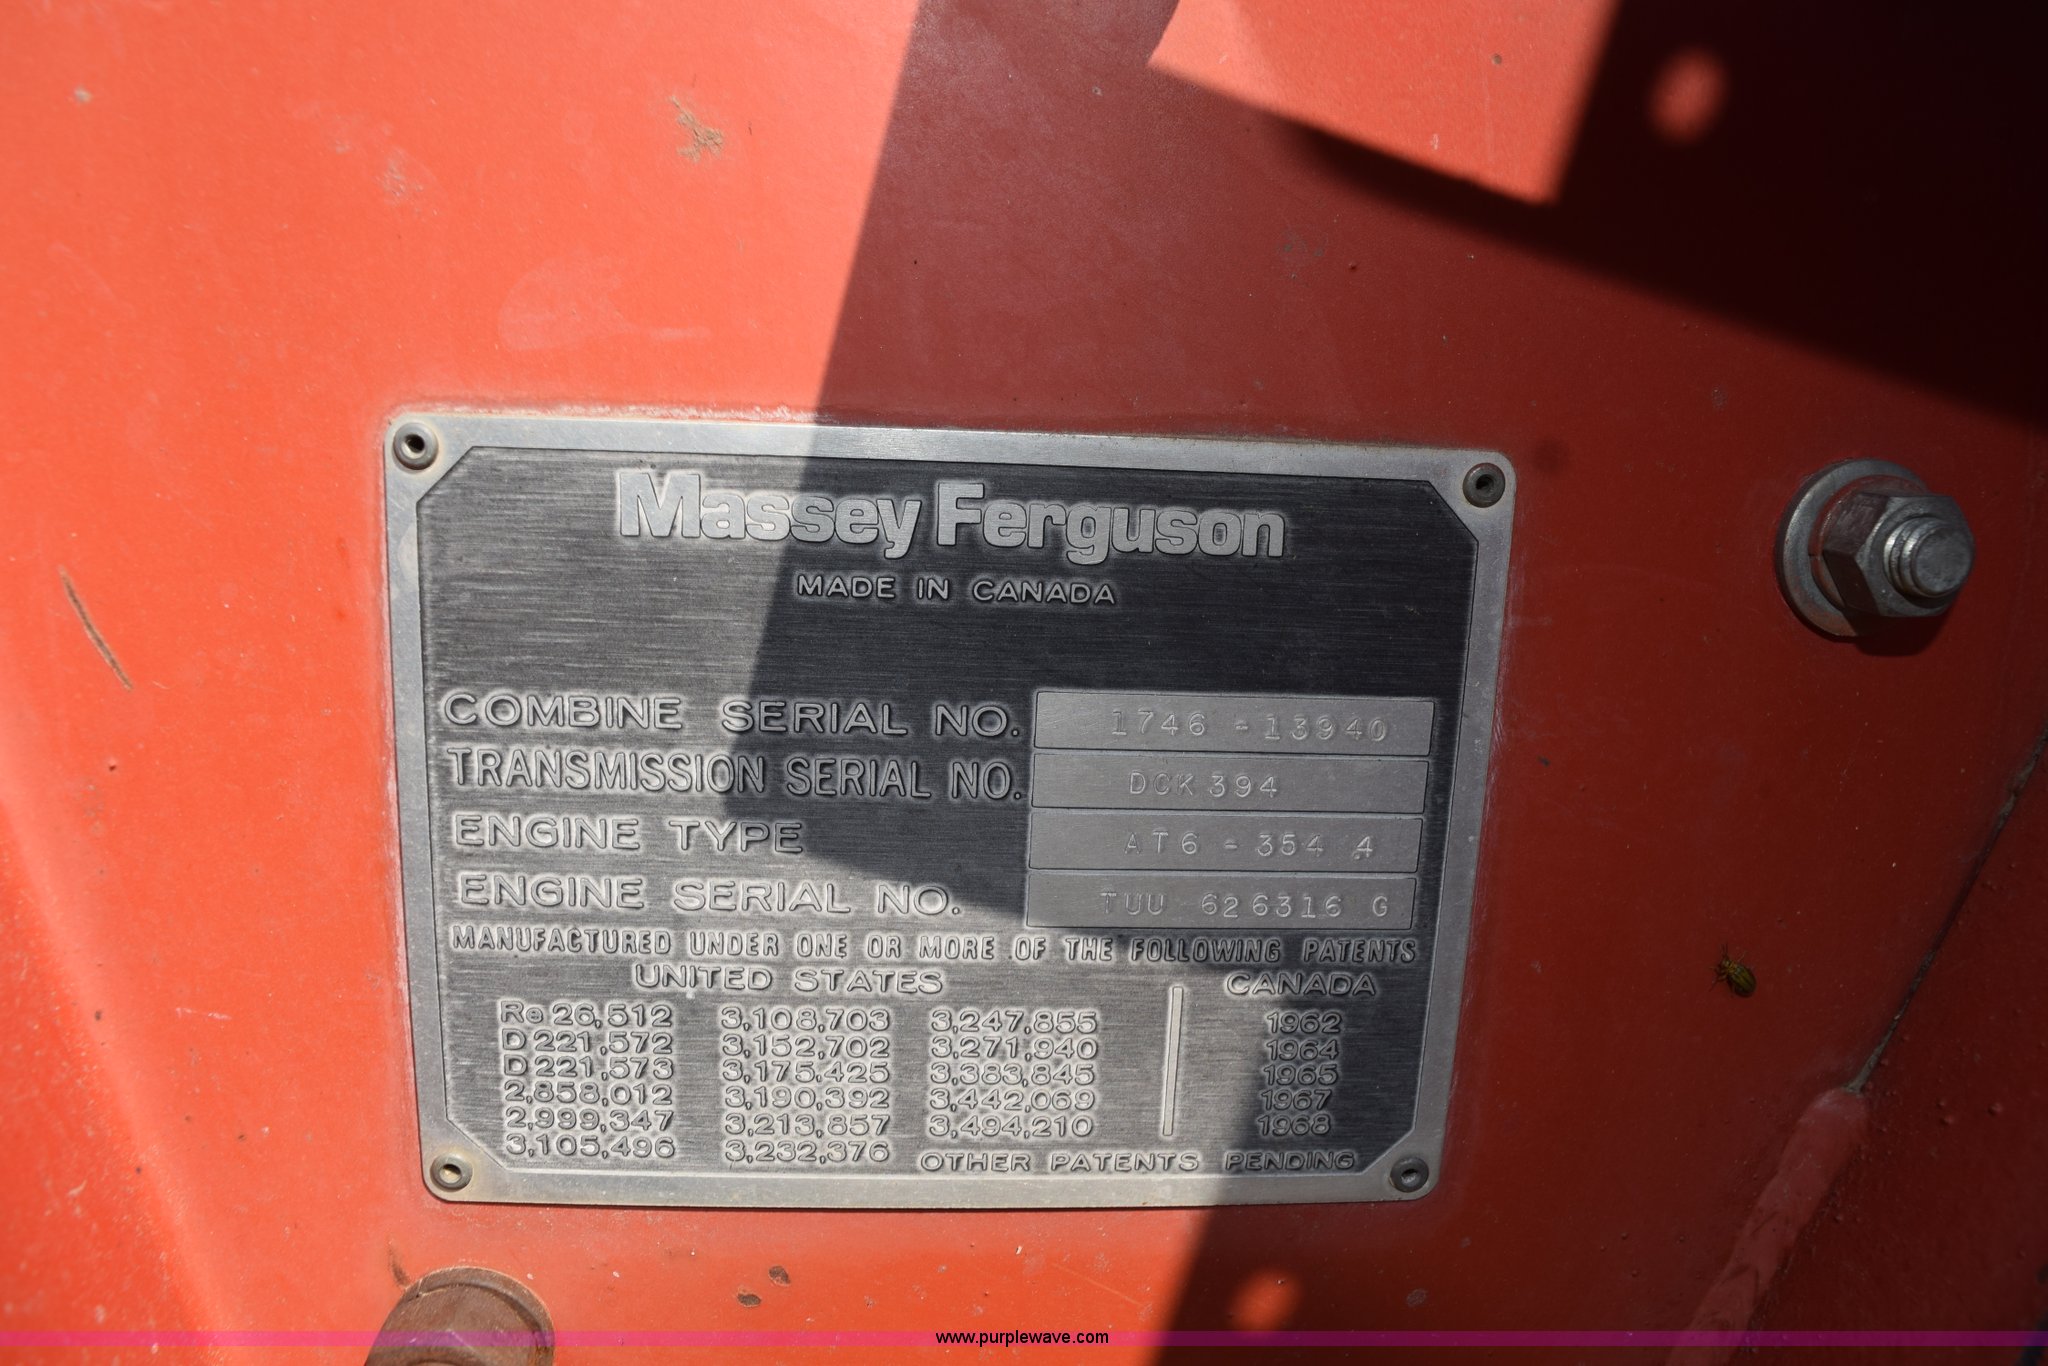 Massey Ferguson
MADE IN CANADA
COMBINE SERIAL NO. 1746 - 13940
TRANSMISSION SERIAL NO. DCK 394
ENGINE TYPE AT6 - 354 4
ENGINE SERIAL NO. TUU 626316 G
MANUFACTURED UNDER ONE OR MORE OF THE FOLLOWING PATENTS
UNITED STATES CANADA
Re 26,512 3,108,703 3,247,855 1962
D 221,572 3,152,702 3,271,940 1964
D 221,573 3,175,425 3,383,845 1965
2,858,012 3,190,392 3,442,069 1967
2,999,347 3,213,857 3,494,210 1968
3,105,496 3,232,376 OTHER PATENTS PENDING
www.purplewave.com